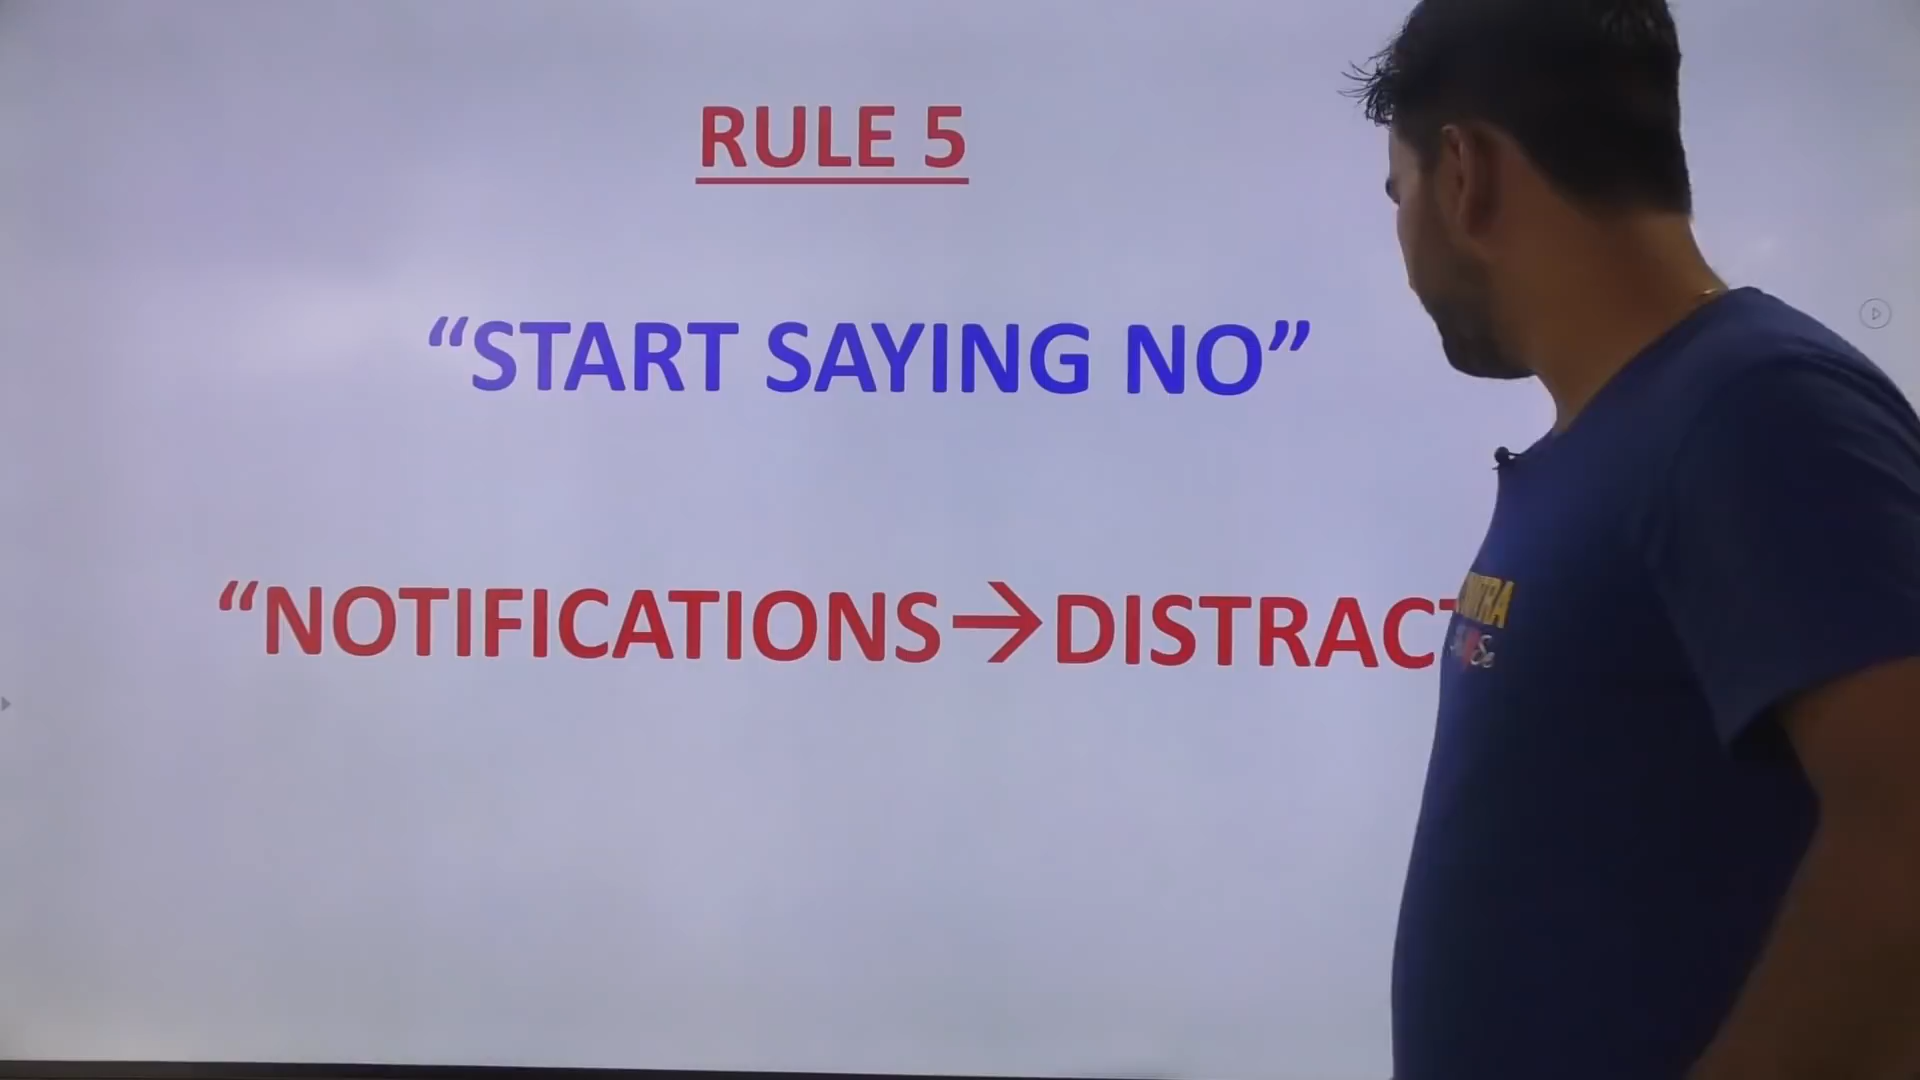 RULE 5
“START SAYING NO”
“NOTIFICATIONS→DISTRACT